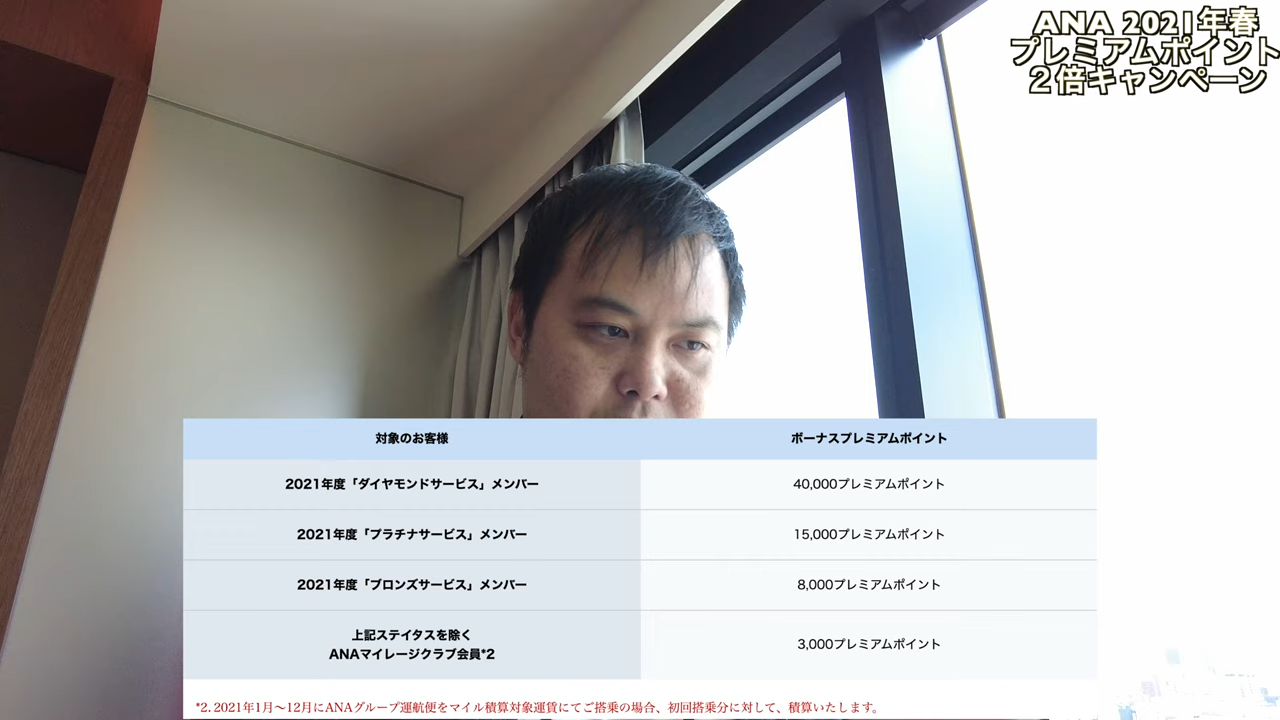 ANA 2021年春
プレミアムポイント
２倍キャンペーン
対象のお客様
ボーナスプレミアムポイント
2021年度「ダイヤモンドサービス」メンバー
40,000プレミアムポイント
2021年度「プラチナサービス」メンバー
15,000プレミアムポイント
2021年度「ブロンズサービス」メンバー
8,000プレミアムポイント
上記ステイタスを除く
ANAマイレージクラブ会員*2
3,000プレミアムポイント
*2. 2021年1月〜12月にANAグループ運航便をマイル積算対象運賃にてご搭乗の場合、初回搭乗分に対して、積算いたします。